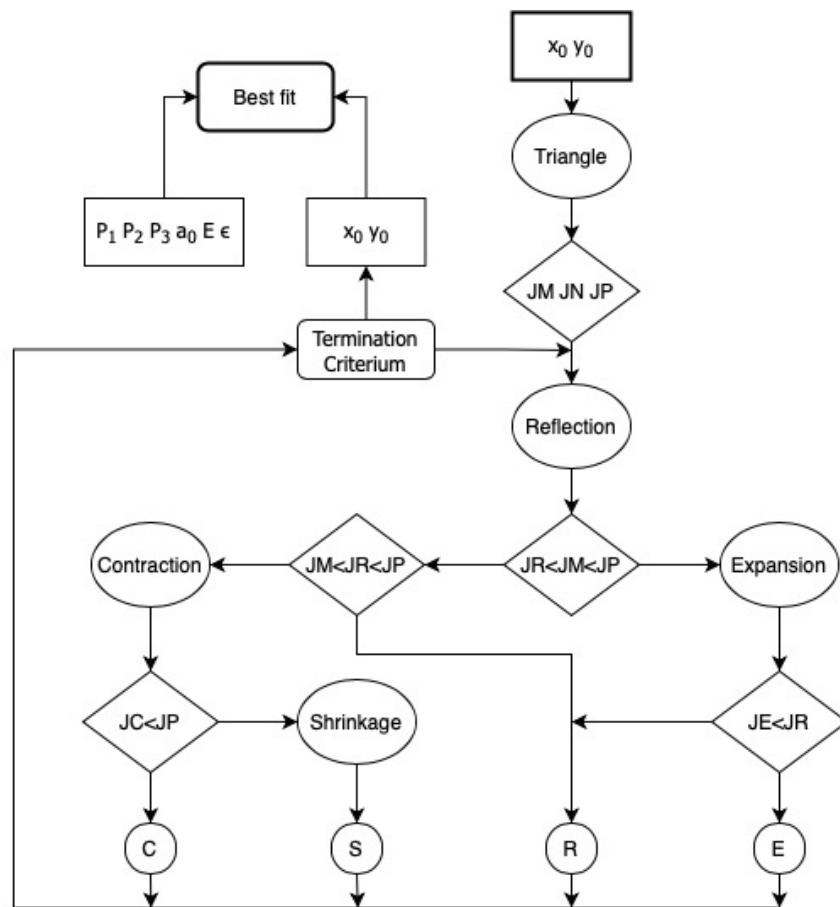 x₀ y₀
Best fit
Triangle
P₁ P₂ P₃ a₀ E ϵ
x₀ y₀
JM JN JP
Termination
Criterium
Reflection
Contraction
JM<JR<JP
JR<JM<JP
Expansion
JC<JP
Shrinkage
JE<JR
C
S
R
E